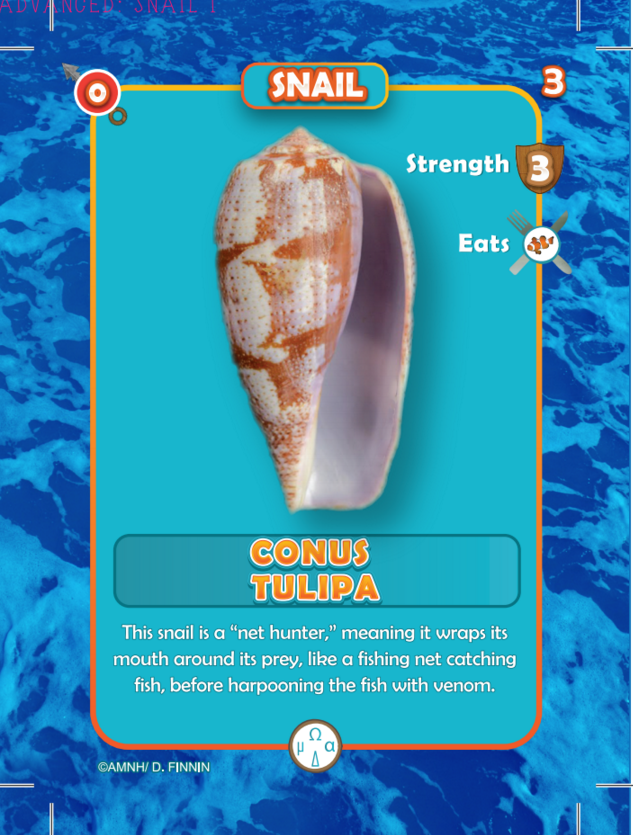 ADVANCED: SNAIL 1
O
SNAIL
3
Strength 3
Eats
CONUS
TULIPA
This snail is a “net hunter,” meaning it wraps its
mouth around its prey, like a fishing net catching
fish, before harpooning the fish with venom.
Ω
μ α
Δ
©AMNH/ D. FINNIN